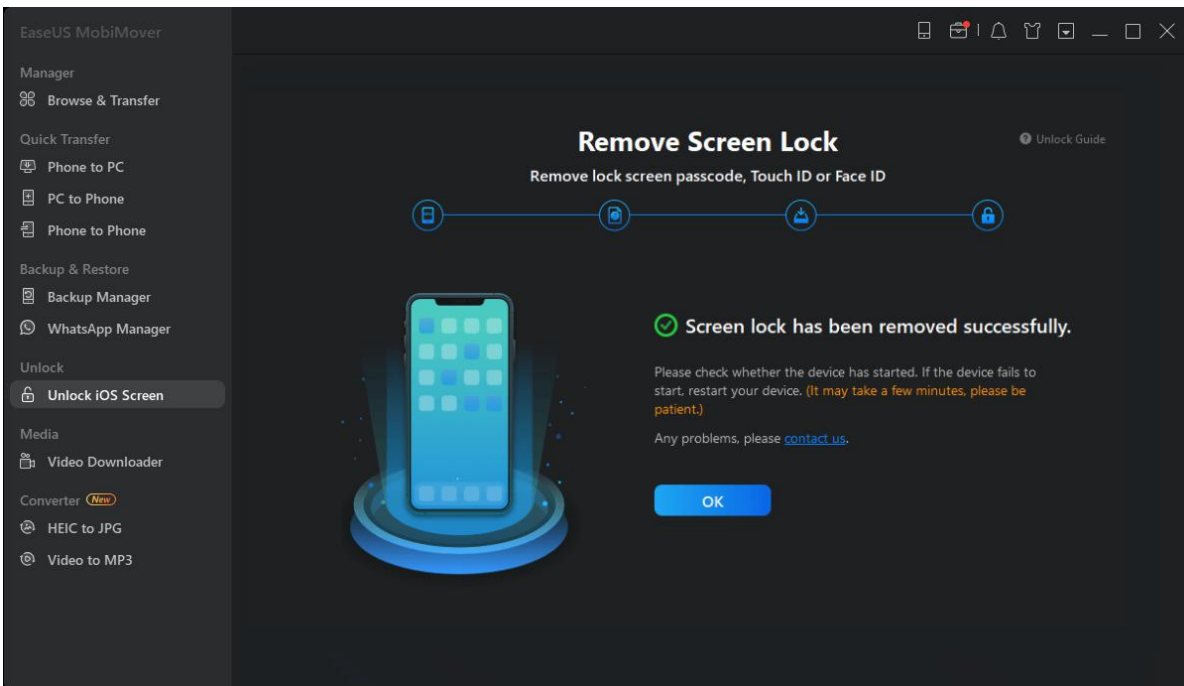 EaseUS MobiMover
Manager
Browse & Transfer
Quick Transfer
Phone to PC
PC to Phone
Phone to Phone
Backup & Restore
Backup Manager
WhatsApp Manager
Unlock
Unlock iOS Screen
Media
Video Downloader
Converter New
HEIC to JPG
Video to MP3
Remove Screen Lock
Unlock Guide
Remove lock screen passcode, Touch ID or Face ID
Screen lock has been removed successfully.
Please check whether the device has started. If the device fails to
start, restart your device. (It may take a few minutes, please be
patient.)
Any problems, please contact us.
OK